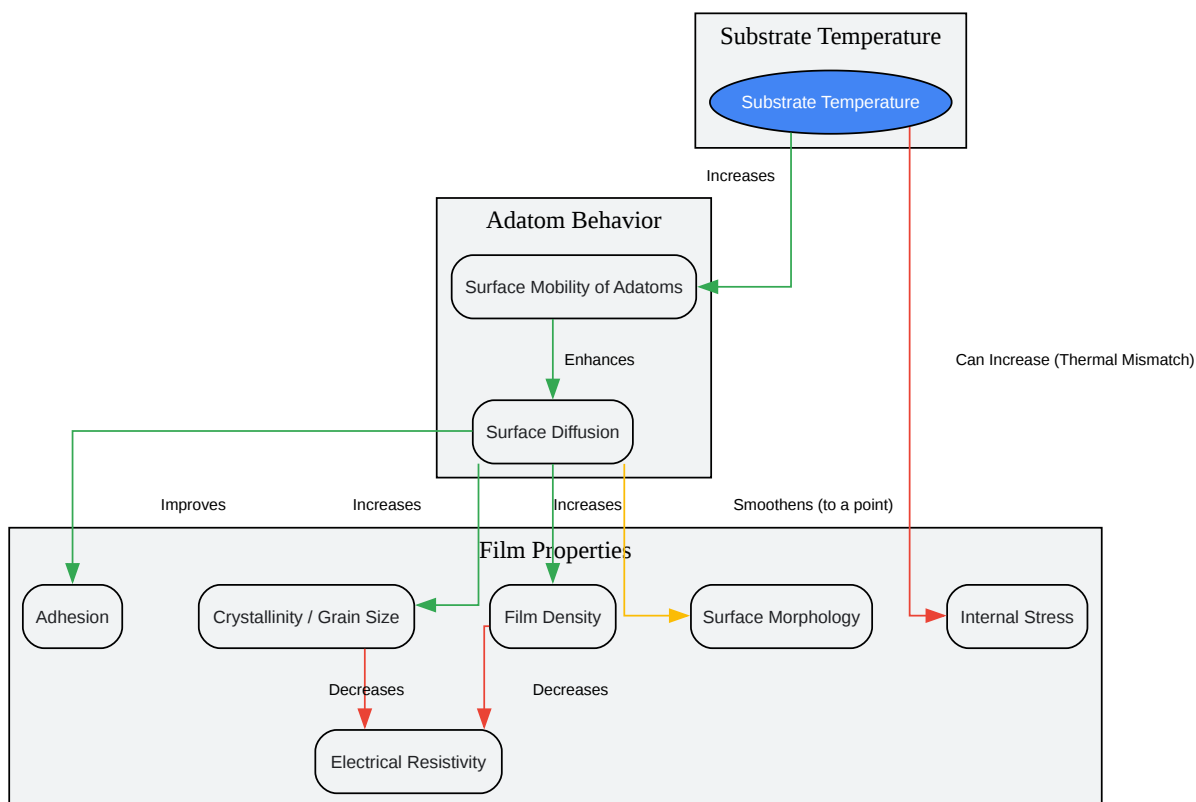 Substrate Temperature
Substrate Temperature
Increases
Adatom Behavior
Surface Mobility of Adatoms
Enhances
Can Increase (Thermal Mismatch)
Surface Diffusion
Improves
Increases
Increases
Smoothens (to a point)
Film Properties
Adhesion
Crystallinity / Grain Size
Film Density
Surface Morphology
Internal Stress
Decreases
Decreases
Electrical Resistivity